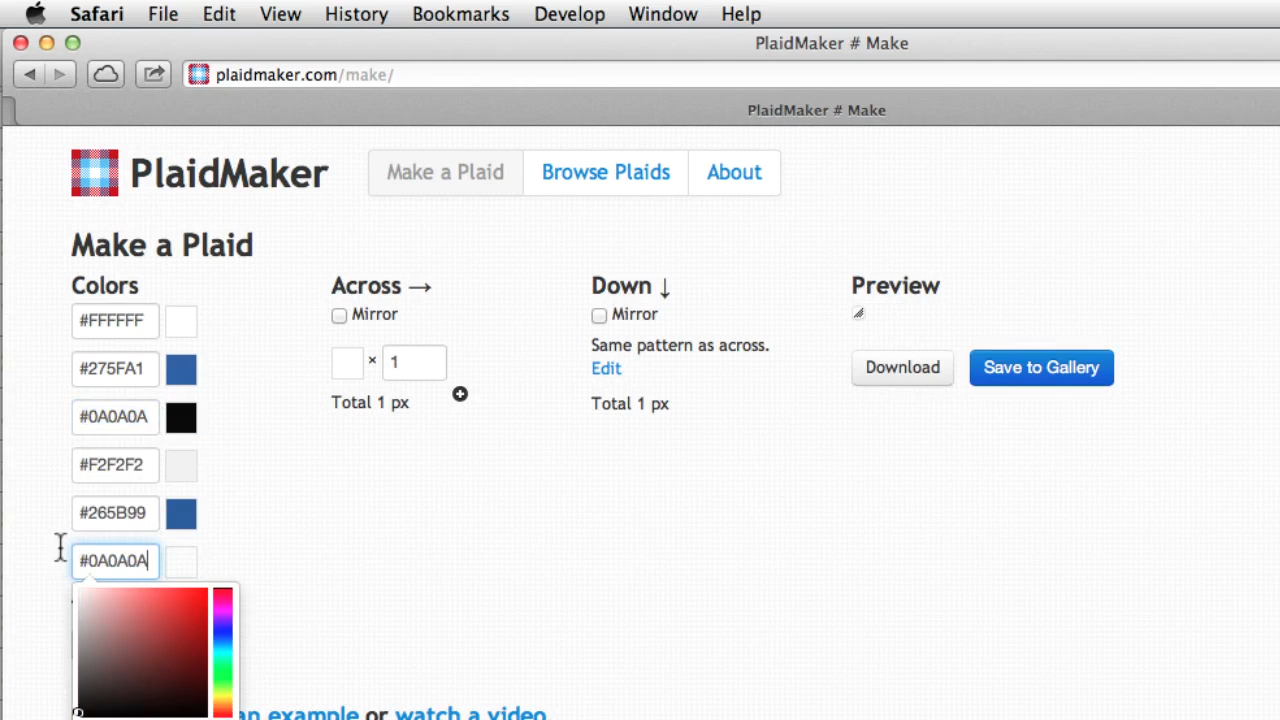 Safari File Edit View History Bookmarks Develop Window Help
PlaidMaker # Make
plaidmaker.com/make/
PlaidMaker # Make
PlaidMaker Make a Plaid Browse Plaids About
Make a Plaid
Colors
#FFFFFF
#275FA1
#0A0A0A
#F2F2F2
#265B99
#0A0A0A
Across →
Mirror
× 1
Total 1 px
Down ↓
Mirror
Same pattern as across.
Edit
Total 1 px
Preview
Download Save to Gallery
an example or watch a video